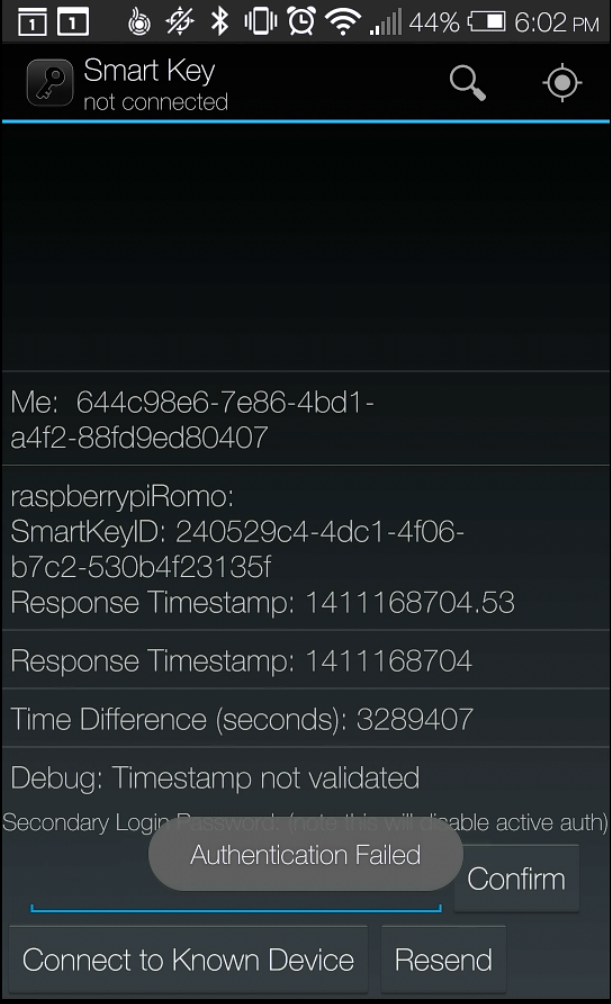 1 1 44% 6:02 PM
Smart Key
not connected
Me: 644c98e6-7e86-4bd1-
a4f2-88fd9ed80407
raspberrypiRomo:
SmartKeyID: 240529c4-4dc1-4f06-
b7c2-530b4f23135f
Response Timestamp: 1411168704.53
Response Timestamp: 1411168704
Time Difference (seconds): 3289407
Debug: Timestamp not validated
Secondary Login Password: (note this will disable active auth)
Authentication Failed
Confirm
Connect to Known Device Resend